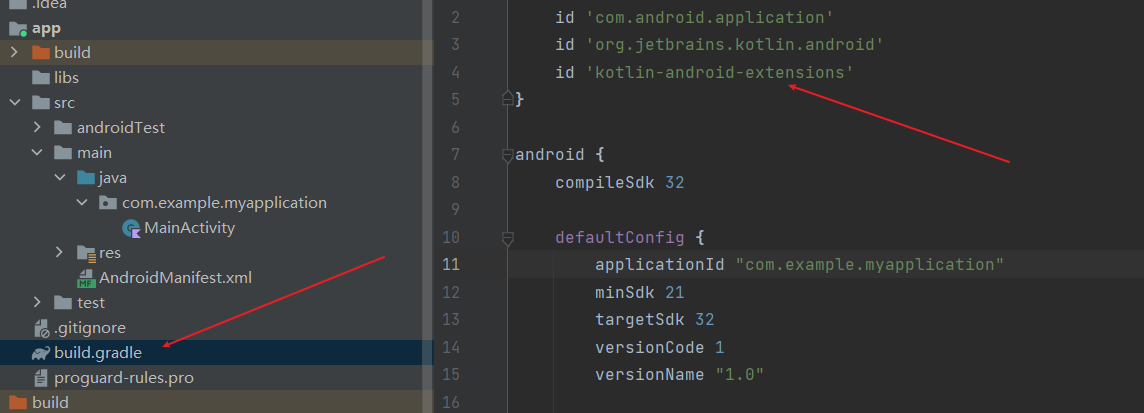 .idea
app
build
libs
src
androidTest
main
java
com.example.myapplication
MainActivity
res
MF
AndroidManifest.xml
test
.gitignore
build.gradle
proguard-rules.pro
build
2 id 'com.android.application'
3 id 'org.jetbrains.kotlin.android'
4 id 'kotlin-android-extensions'
5 }
6
7 android {
8 compileSdk 32
9
10 defaultConfig {
11 applicationId "com.example.myapplication"
12 minSdk 21
13 targetSdk 32
14 versionCode 1
15 versionName "1.0"
16